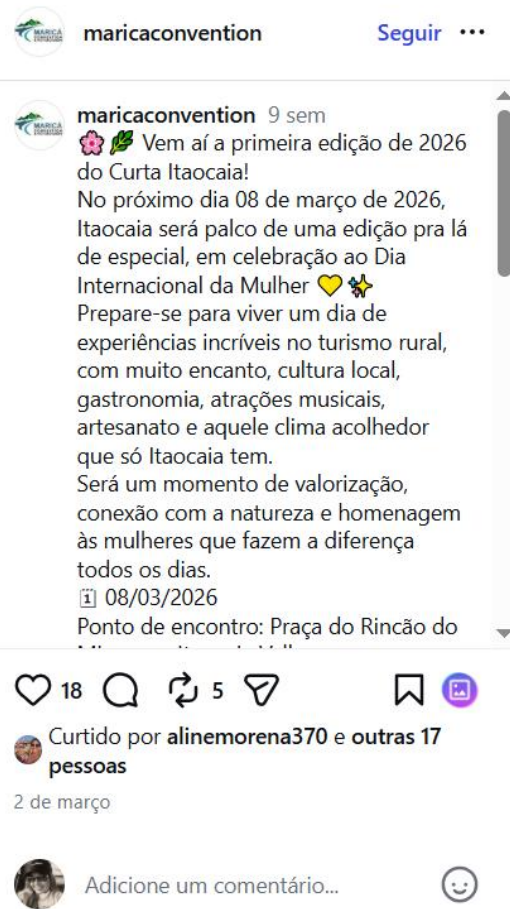 maricaconvention Seguir
maricaconvention 9 sem
🌸🌿 Vem aí a primeira edição de 2026
do Curta Itaocaia!
No próximo dia 08 de março de 2026,
Itaocaia será palco de uma edição pra lá
de especial, em celebração ao Dia
Internacional da Mulher 💛✨
Prepare-se para viver um dia de
experiências incríveis no turismo rural,
com muito encanto, cultura local,
gastronomia, atrações musicais,
artesanato e aquele clima acolhedor
que só Itaocaia tem.
Será um momento de valorização,
conexão com a natureza e homenagem
às mulheres que fazem a diferença
todos os dias.
🗓 08/03/2026
Ponto de encontro: Praça do Rincão do
18 5
Curtido por alinemorena370 e outras 17
pessoas
2 de março
Adicione um comentário...